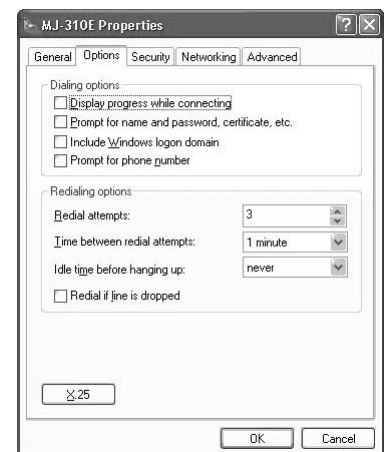 MJ-310E Properties
General Options Security Networking Advanced
Dialing options
Display progress while connecting
Prompt for name and password, certificate, etc.
Include Windows logon domain
Prompt for phone number
Redialing options
Redial attempts: 3
Time between redial attempts: 1 minute
Idle time before hanging up: never
Redial if line is dropped
X.25
OK Cancel